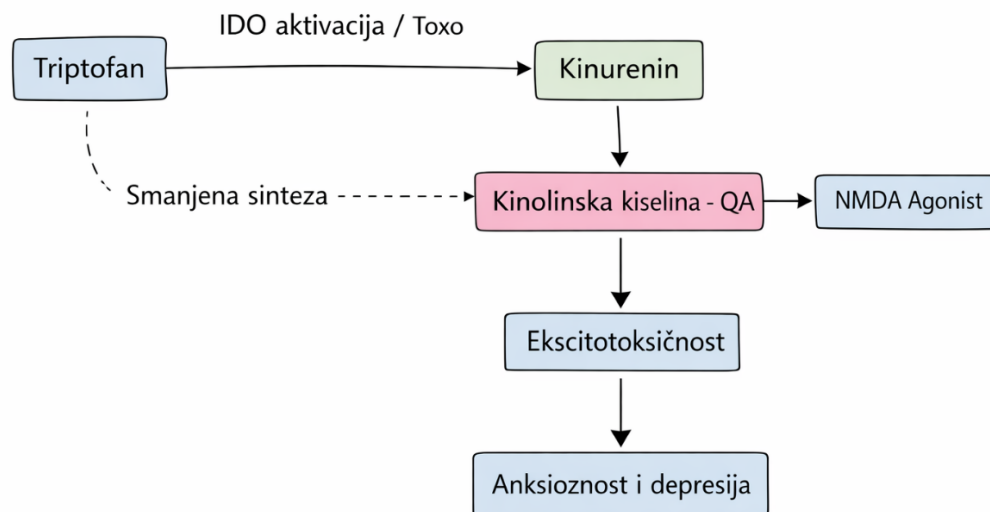 IDO aktivacija / Toxo
Triptofan
Kinurenin
Smanjena sinteza
Kinolinska kiselina - QA
NMDA Agonist
Ekscitotoksičnost
Anksioznost i depresija